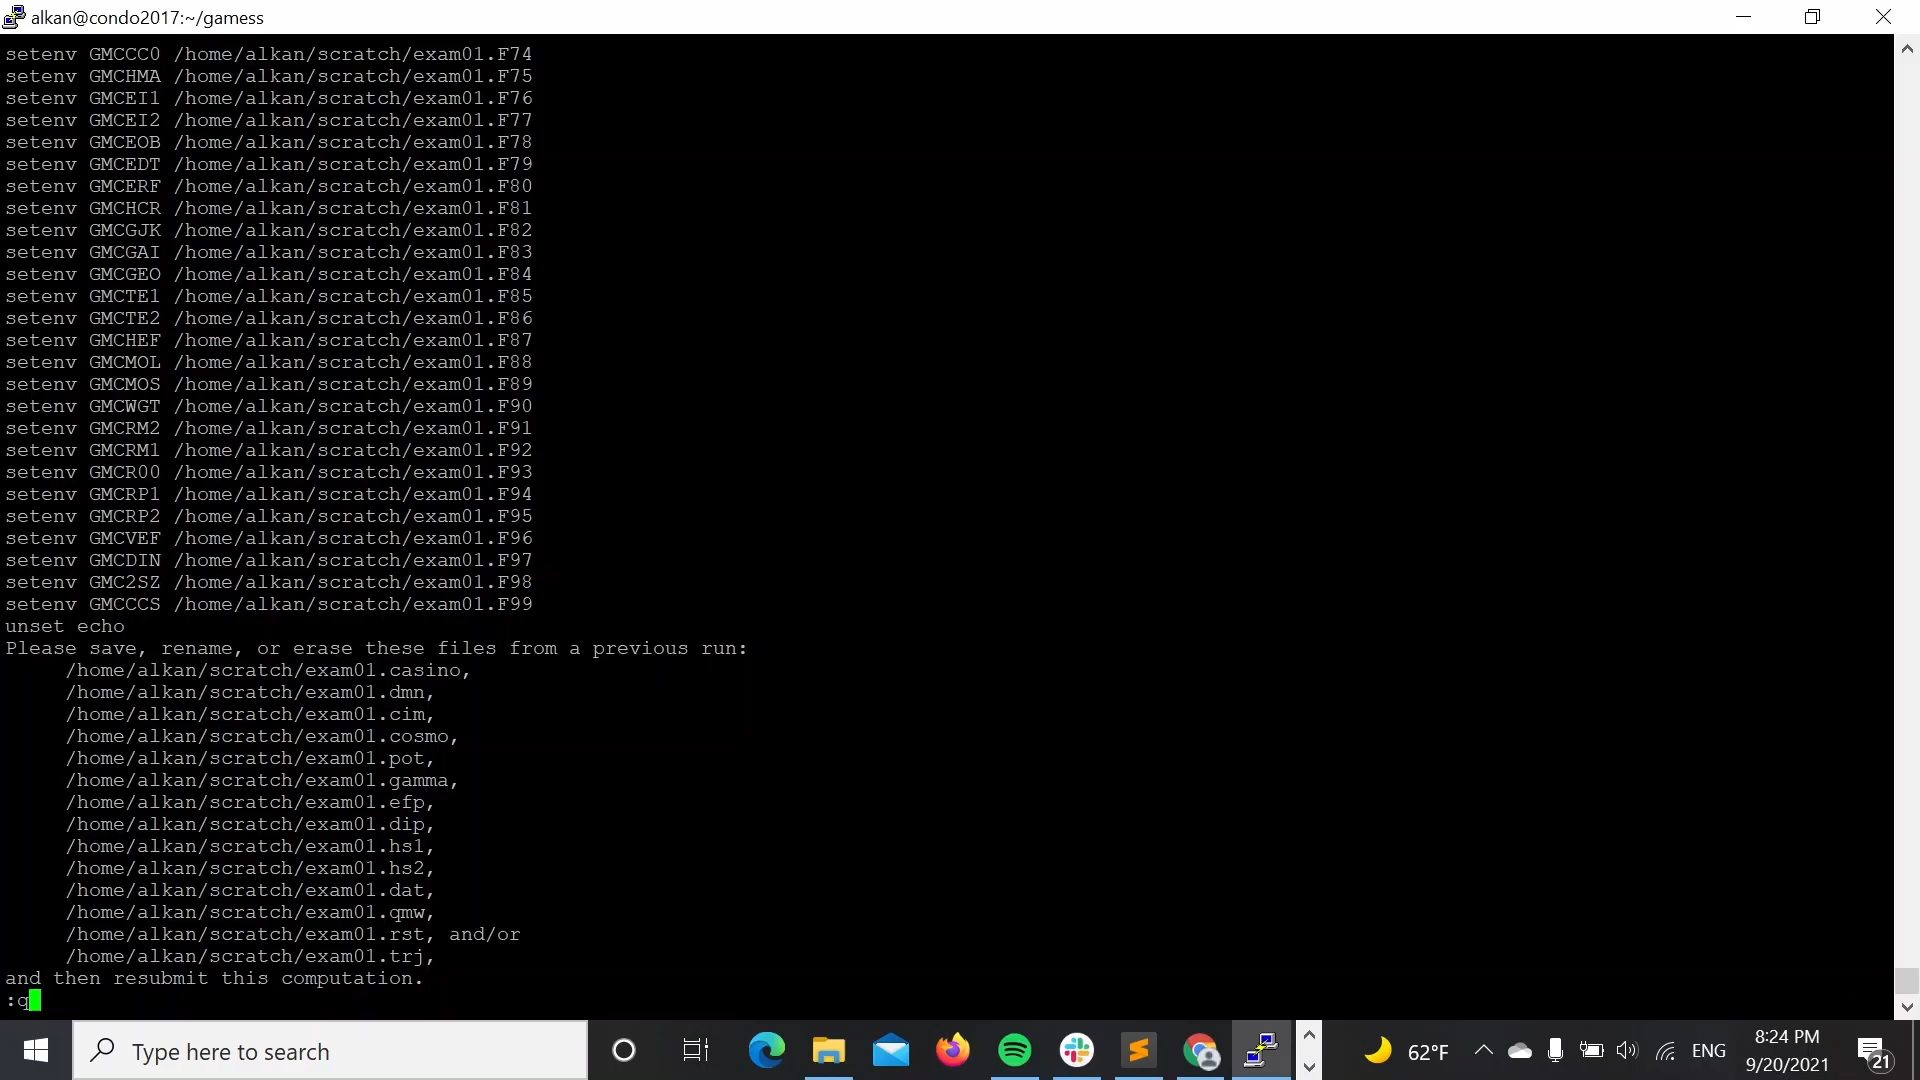 alkan@condo2017:~/gamess
setenv GMCCC0 /home/alkan/scratch/exam01.F74
setenv GMCHMA /home/alkan/scratch/exam01.F75
setenv GMCEI1 /home/alkan/scratch/exam01.F76
setenv GMCEI2 /home/alkan/scratch/exam01.F77
setenv GMCEOB /home/alkan/scratch/exam01.F78
setenv GMCEDT /home/alkan/scratch/exam01.F79
setenv GMCERF /home/alkan/scratch/exam01.F80
setenv GMCHCR /home/alkan/scratch/exam01.F81
setenv GMCGJK /home/alkan/scratch/exam01.F82
setenv GMCGAI /home/alkan/scratch/exam01.F83
setenv GMCGEO /home/alkan/scratch/exam01.F84
setenv GMCTE1 /home/alkan/scratch/exam01.F85
setenv GMCTE2 /home/alkan/scratch/exam01.F86
setenv GMCHEF /home/alkan/scratch/exam01.F87
setenv GMCMOL /home/alkan/scratch/exam01.F88
setenv GMCMOS /home/alkan/scratch/exam01.F89
setenv GMCWGT /home/alkan/scratch/exam01.F90
setenv GMCRM2 /home/alkan/scratch/exam01.F91
setenv GMCRM1 /home/alkan/scratch/exam01.F92
setenv GMCR00 /home/alkan/scratch/exam01.F93
setenv GMCRP1 /home/alkan/scratch/exam01.F94
setenv GMCRP2 /home/alkan/scratch/exam01.F95
setenv GMCVEF /home/alkan/scratch/exam01.F96
setenv GMCDIN /home/alkan/scratch/exam01.F97
setenv GMC2SZ /home/alkan/scratch/exam01.F98
setenv GMCCCS /home/alkan/scratch/exam01.F99
unset echo
Please save, rename, or erase these files from a previous run:
/home/alkan/scratch/exam01.casino,
/home/alkan/scratch/exam01.dmn,
/home/alkan/scratch/exam01.cim,
/home/alkan/scratch/exam01.cosmo,
/home/alkan/scratch/exam01.pot,
/home/alkan/scratch/exam01.gamma,
/home/alkan/scratch/exam01.efp,
/home/alkan/scratch/exam01.dip,
/home/alkan/scratch/exam01.hs1,
/home/alkan/scratch/exam01.hs2,
/home/alkan/scratch/exam01.dat,
/home/alkan/scratch/exam01.qmw,
/home/alkan/scratch/exam01.rst, and/or
/home/alkan/scratch/exam01.trj,
and then resubmit this computation.
:q
Type here to search
62°F
ENG
8:24 PM
9/20/2021
21